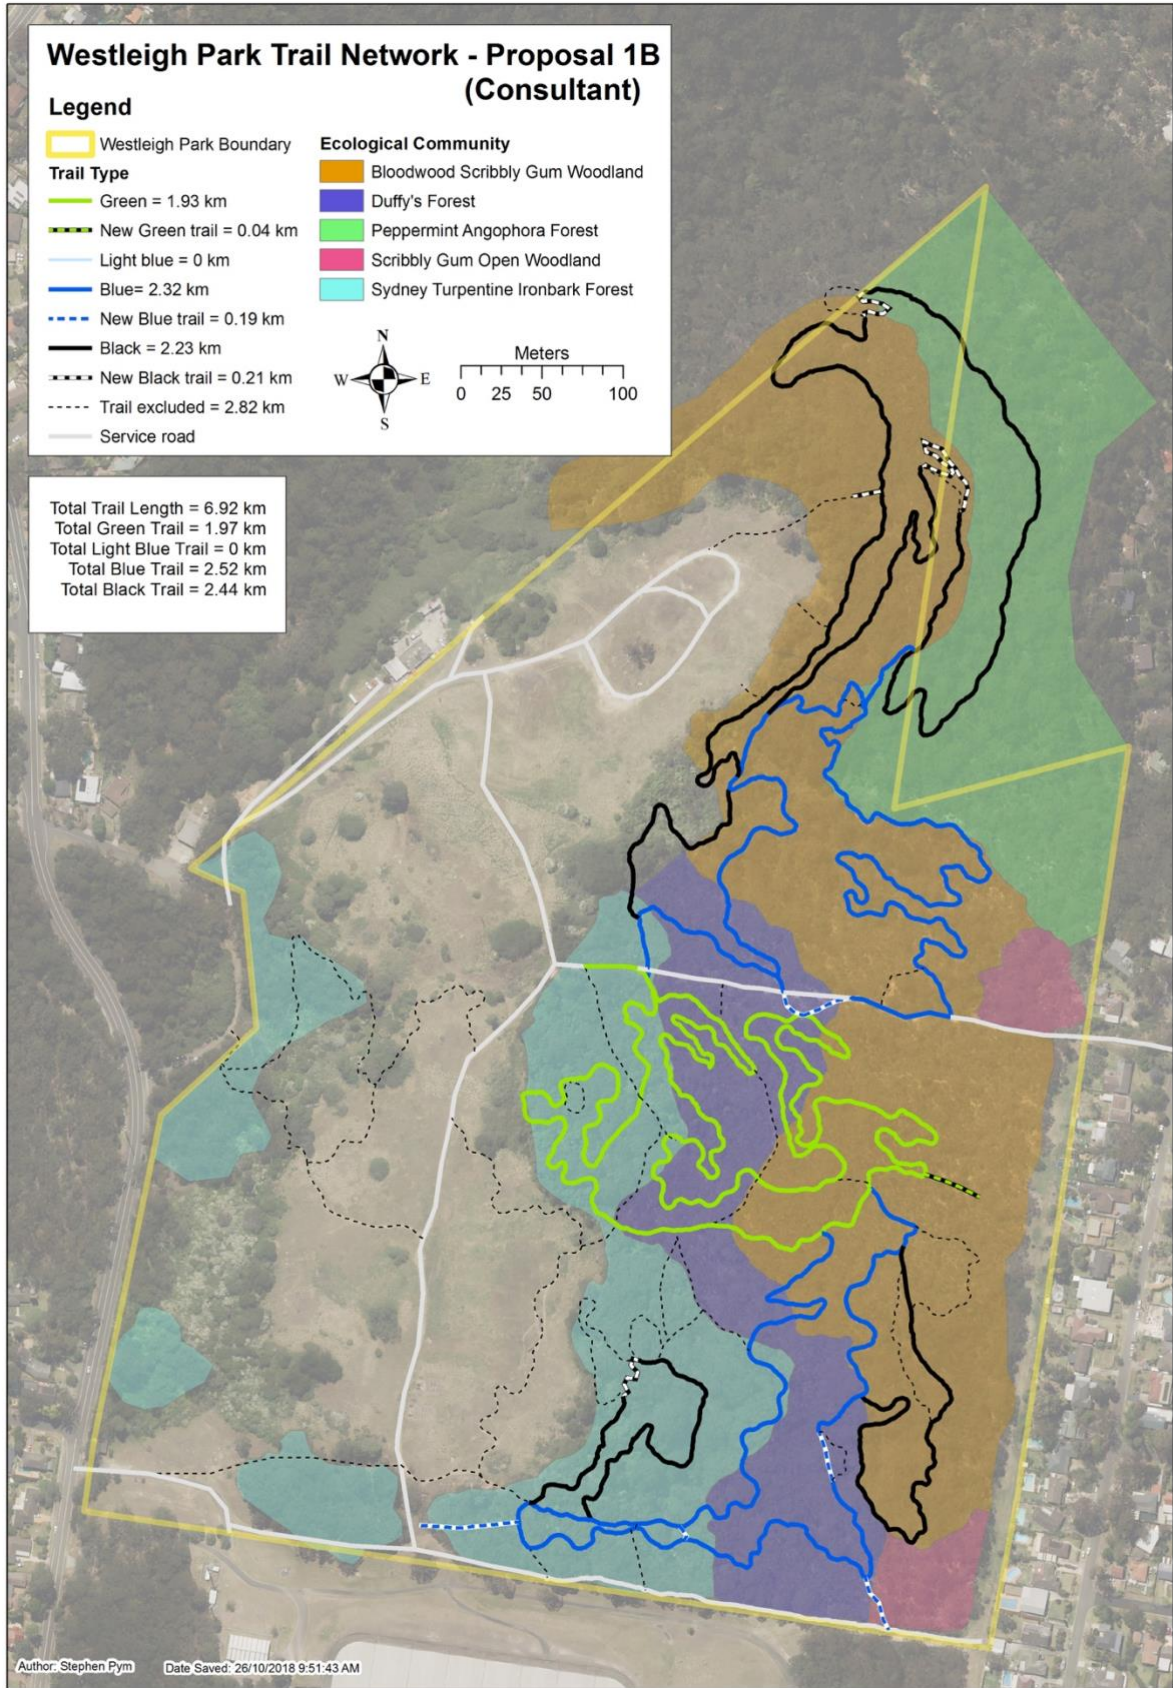 Westleigh Park Trail Network - Proposal 1B
(Consultant)
Legend
Westleigh Park Boundary
Trail Type
Green = 1.93 km
New Green trail = 0.04 km
Light blue = 0 km
Blue= 2.32 km
New Blue trail = 0.19 km
Black = 2.23 km
New Black trail = 0.21 km
Trail excluded = 2.82 km
Service road
Ecological Community
Bloodwood Scribbly Gum Woodland
Duffy's Forest
Peppermint Angophora Forest
Scribbly Gum Open Woodland
Sydney Turpentine Ironbark Forest
N
W E
S
Meters
0 25 50 100
Total Trail Length = 6.92 km
Total Green Trail = 1.97 km
Total Light Blue Trail = 0 km
Total Blue Trail = 2.52 km
Total Black Trail = 2.44 km
Author: Stephen Pym Date Saved: 26/10/2018 9:51:43 AM